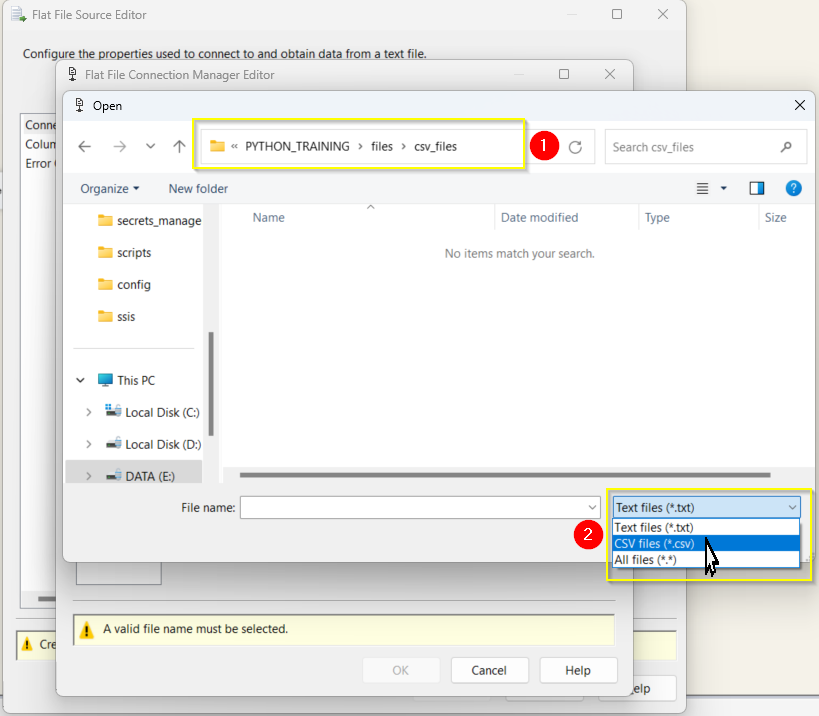 Flat File Source Editor
Configure the properties used to connect to and obtain data from a text file.
Flat File Connection Manager Editor
Conne
Colum
Error
Open
« PYTHON_TRAINING > files > csv_files
1
Search csv_files
Organize
New folder
?
secrets_manage
scripts
config
ssis
This PC
Local Disk (C:)
Local Disk (D:)
DATA (E:)
Name
Date modified
Type
Size
No items match your search.
File name:
Text files (*.txt)
2
Text files (*.txt)
CSV files (*.csv)
All files (*.*)
A valid file name must be selected.
Cre
OK
Cancel
Help
elp